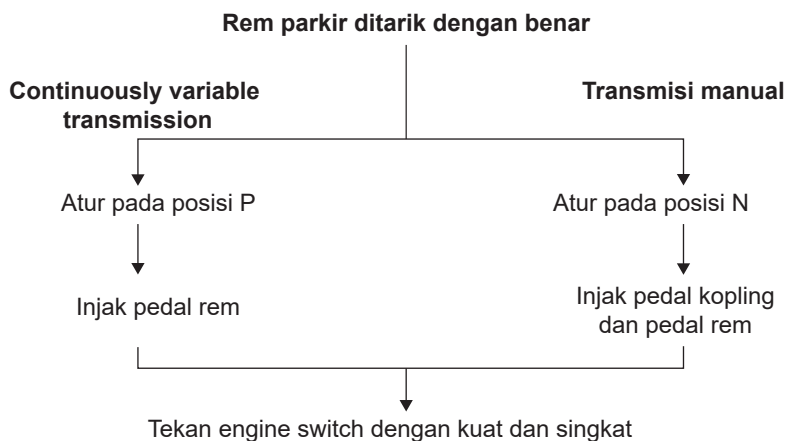 Rem parkir ditarik dengan benar
Continuously variable
transmission
Transmisi manual
Atur pada posisi P
Atur pada posisi N
Injak pedal rem
Injak pedal kopling
dan pedal rem
Tekan engine switch dengan kuat dan singkat